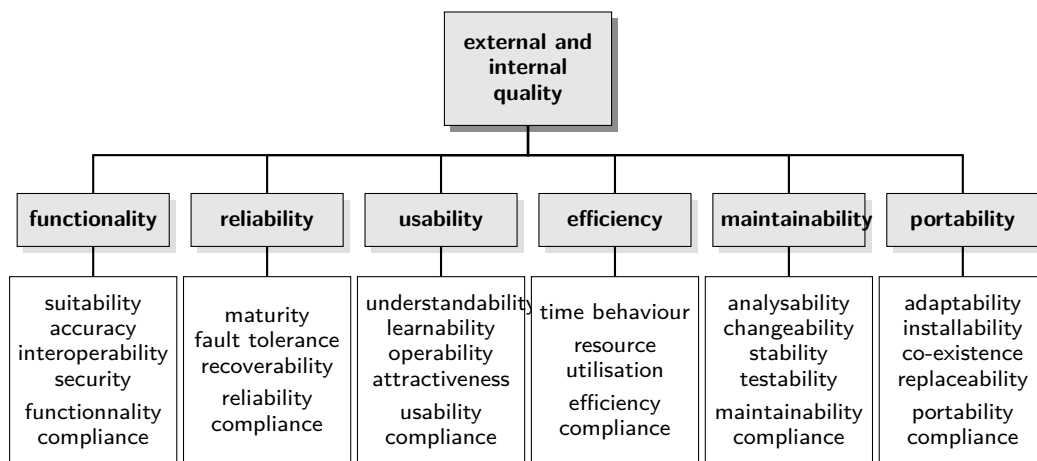 external and
internal
quality
functionality
reliability
usability
efficiency
maintainability
portability
suitability
accuracy
interoperability
security
functionnality
compliance
maturity
fault tolerance
recoverability
reliability
compliance
understandability
learnability
operability
attractiveness
usability
compliance
time behaviour
resource
utilisation
efficiency
compliance
analysability
changeability
stability
testability
maintainability
compliance
adaptability
installability
co-existence
replaceability
portability
compliance